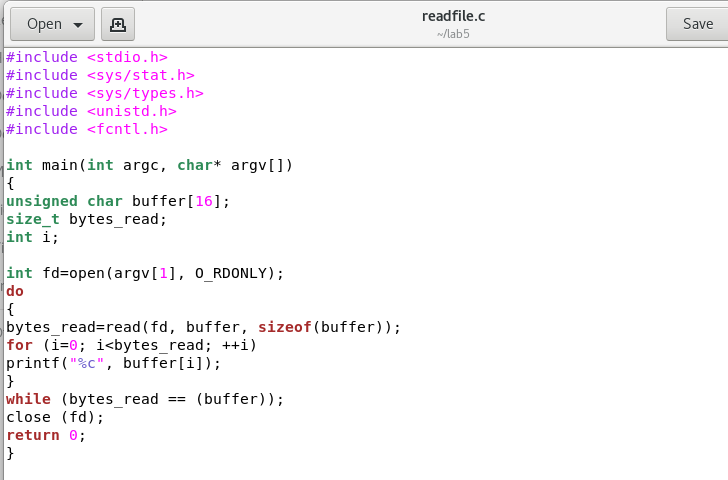 Open
readfile.c
~/lab5
Save
#include <stdio.h>
#include <sys/stat.h>
#include <sys/types.h>
#include <unistd.h>
#include <fcntl.h>
int main(int argc, char* argv[])
{
unsigned char buffer[16];
size_t bytes_read;
int i;
int fd=open(argv[1], O_RDONLY);
do
{
bytes_read=read(fd, buffer, sizeof(buffer));
for (i=0; i<bytes_read; ++i)
printf("%c", buffer[i]);
}
while (bytes_read == (buffer));
close (fd);
return 0;
}